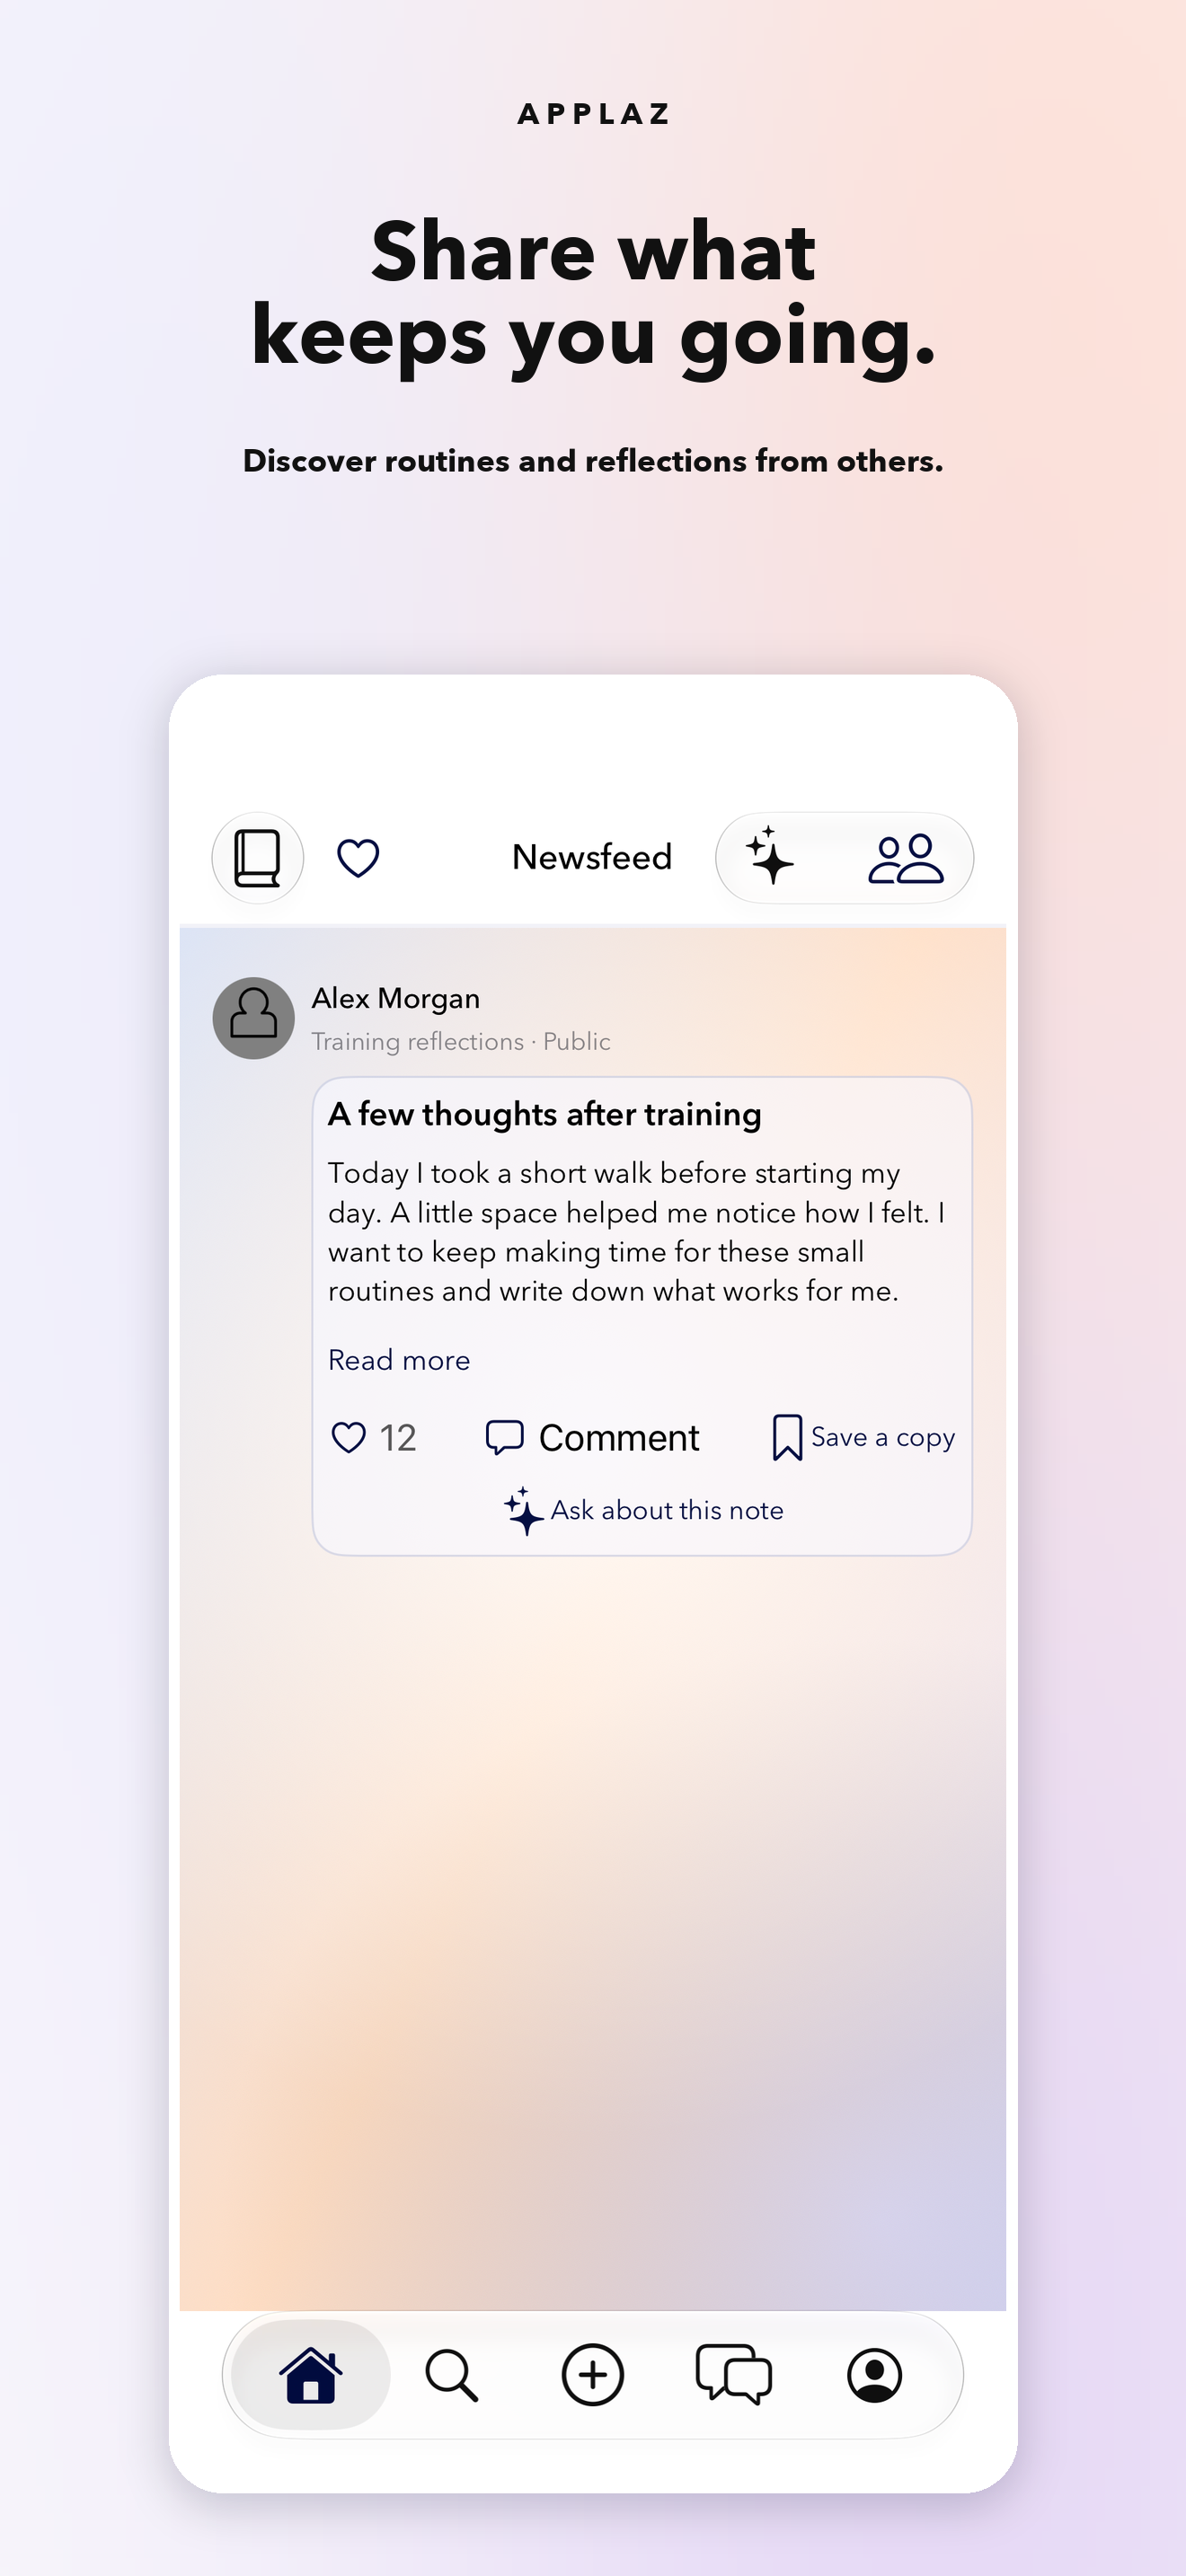 APPLAZ
Share what
keeps you going.
Discover routines and reflections from others.
Newsfeed
Alex Morgan
Training reflections · Public
A few thoughts after training
Today I took a short walk before starting my
day. A little space helped me notice how I felt. I
want to keep making time for these small
routines and write down what works for me.
Read more
12 Comment Save a copy
Ask about this note